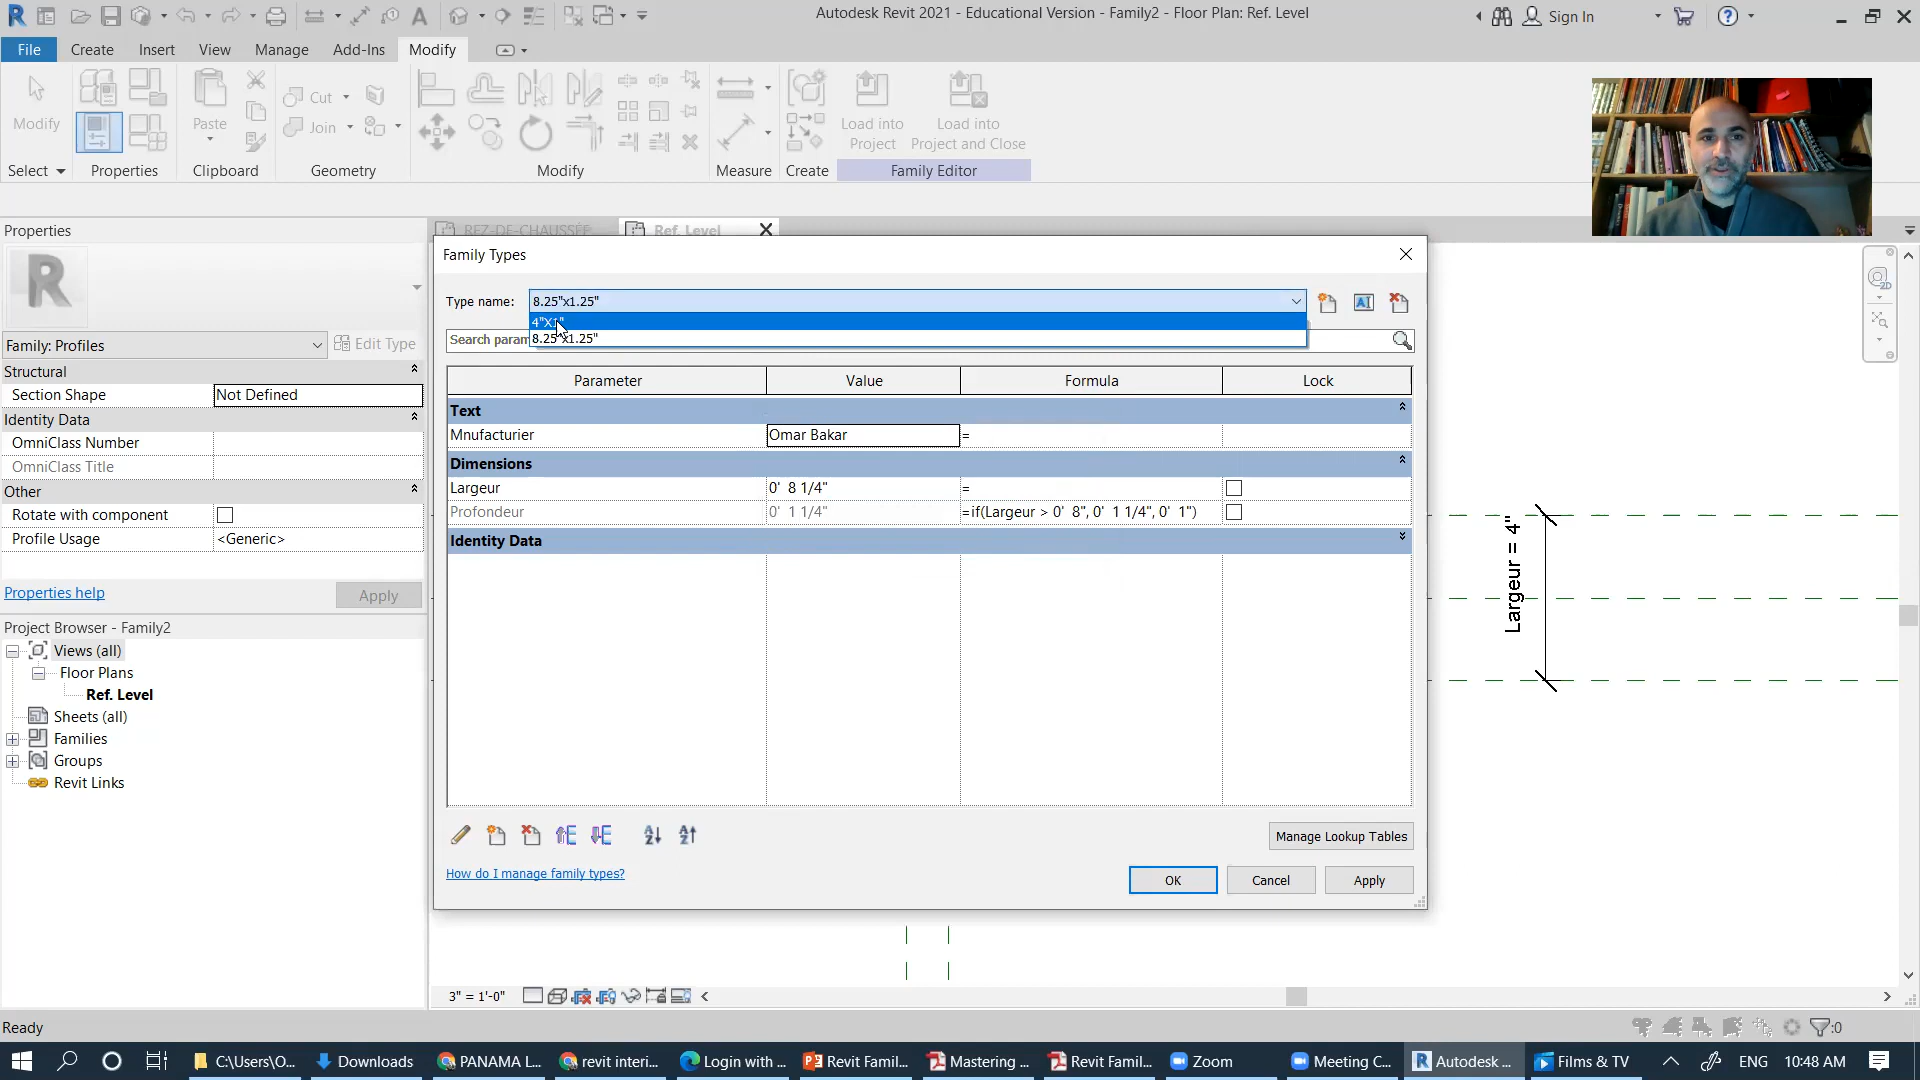 Autodesk Revit 2021 - Educational Version - Family2 - Floor Plan: Ref. Level
Sign In
File Create Insert View Manage Add-Ins Modify
Modify
Paste
Cut
Join
Load into Project
Load into Project and Close
Select Properties Clipboard Geometry Modify Measure Create Family Editor
Properties
REZ-DE-CHAUSSÉE
Ref. Level
Family: Profiles
Edit Type
Structural
Section Shape Not Defined
Identity Data
OmniClass Number
OmniClass Title
Other
Rotate with component
Profile Usage <Generic>
Properties help
Apply
Project Browser - Family2
Views (all)
Floor Plans
Ref. Level
Sheets (all)
Families
Groups
Revit Links
Family Types
Type name: 8.25"x1.25"
4"X1"
8.25"x1.25"
Search param
Parameter Value Formula Lock
Text
Mnufacturier Omar Bakar =
Dimensions
Largeur 0' 8 1/4" =
Profondeur 0' 1 1/4" =if(Largeur > 0' 8", 0' 1 1/4", 0' 1")
Identity Data
Manage Lookup Tables
How do I manage family types?
OK Cancel Apply
Largeur = 4"
3" = 1'-0"
Ready
:0
C:\Users\O... Downloads PANAMA L... revit interi... Login with ... Revit Famil... Mastering ... Revit Famil... Zoom Meeting C... Autodesk ... Films & TV ENG 10:48 AM